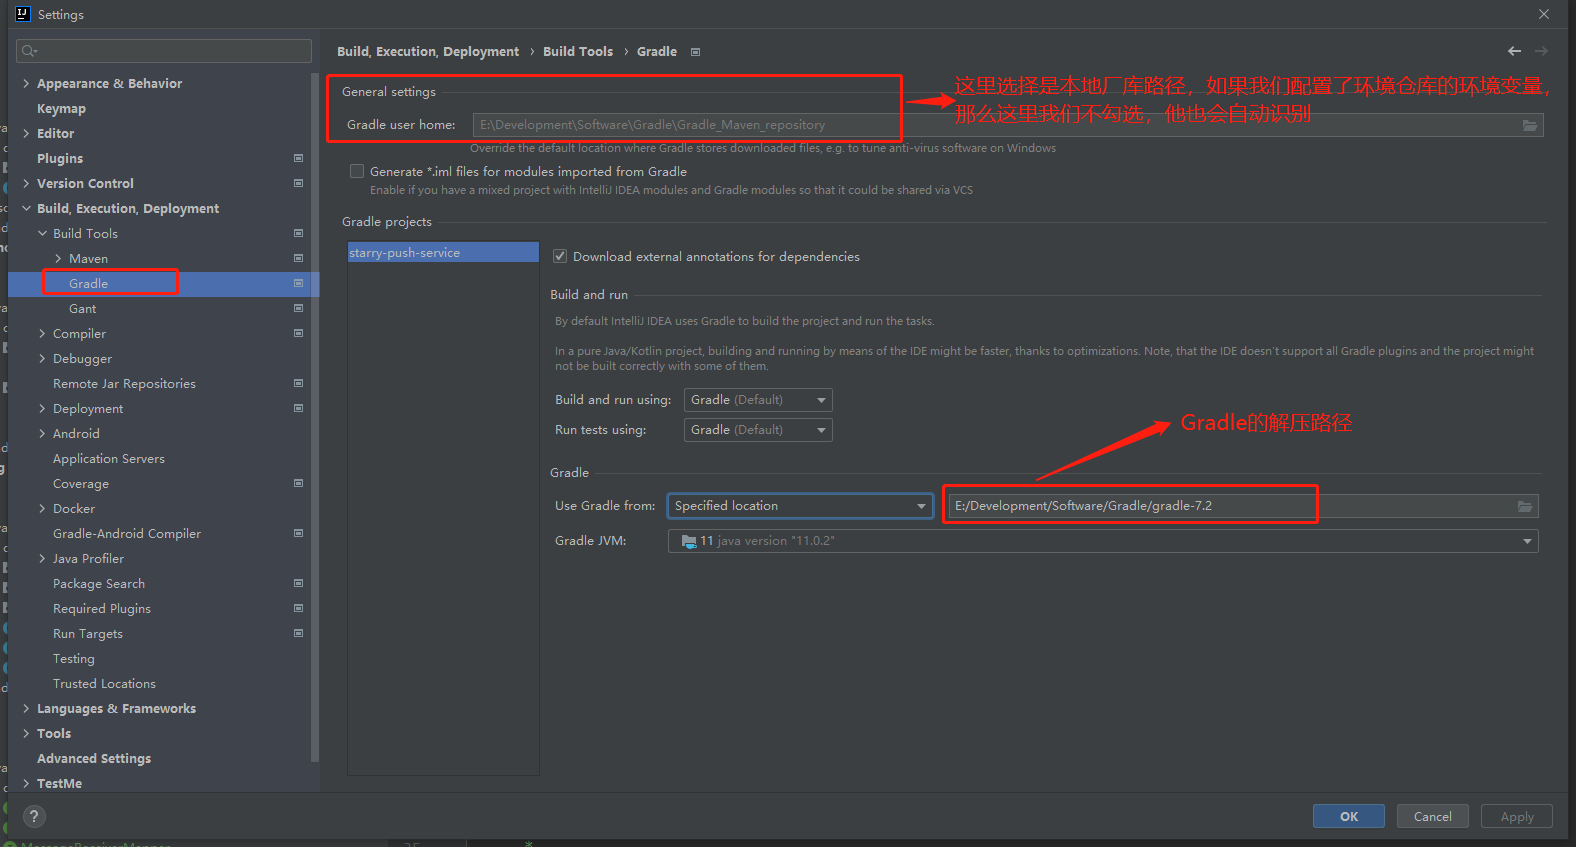 Settings
Appearance & Behavior
Keymap
Editor
Plugins
Version Control
Build, Execution, Deployment
Build Tools
Maven
Gradle
Gant
Compiler
Debugger
Remote Jar Repositories
Deployment
Android
Application Servers
Coverage
Docker
Gradle-Android Compiler
Java Profiler
Package Search
Required Plugins
Run Targets
Testing
Trusted Locations
Languages & Frameworks
Tools
Advanced Settings
TestMe
Build, Execution, Deployment › Build Tools › Gradle
General settings
这里选择是本地厂库路径，如果我们配置了环境仓库的环境变量，
那么这里我们不勾选，他也会自动识别
Gradle user home: E:\Development\Software\Gradle\Gradle_Maven_repository
Override the default location where Gradle stores downloaded files, e.g. to tune anti-virus software on Windows
Generate *.iml files for modules imported from Gradle
Enable if you have a mixed project with IntelliJ IDEA modules and Gradle modules so that it could be shared via VCS
Gradle projects
starry-push-service
Download external annotations for dependencies
Build and run
By default IntelliJ IDEA uses Gradle to build the project and run the tasks.
In a pure Java/Kotlin project, building and running by means of the IDE might be faster, thanks to optimizations. Note, that the IDE doesn't support all Gradle plugins and the project might
not be built correctly with some of them.
Build and run using: Gradle (Default)
Run tests using: Gradle (Default)
Gradle的解压路径
Gradle
Use Gradle from: Specified location E:/Development/Software/Gradle/gradle-7.2
Gradle JVM: 11 java version "11.0.2"
? OK Cancel Apply